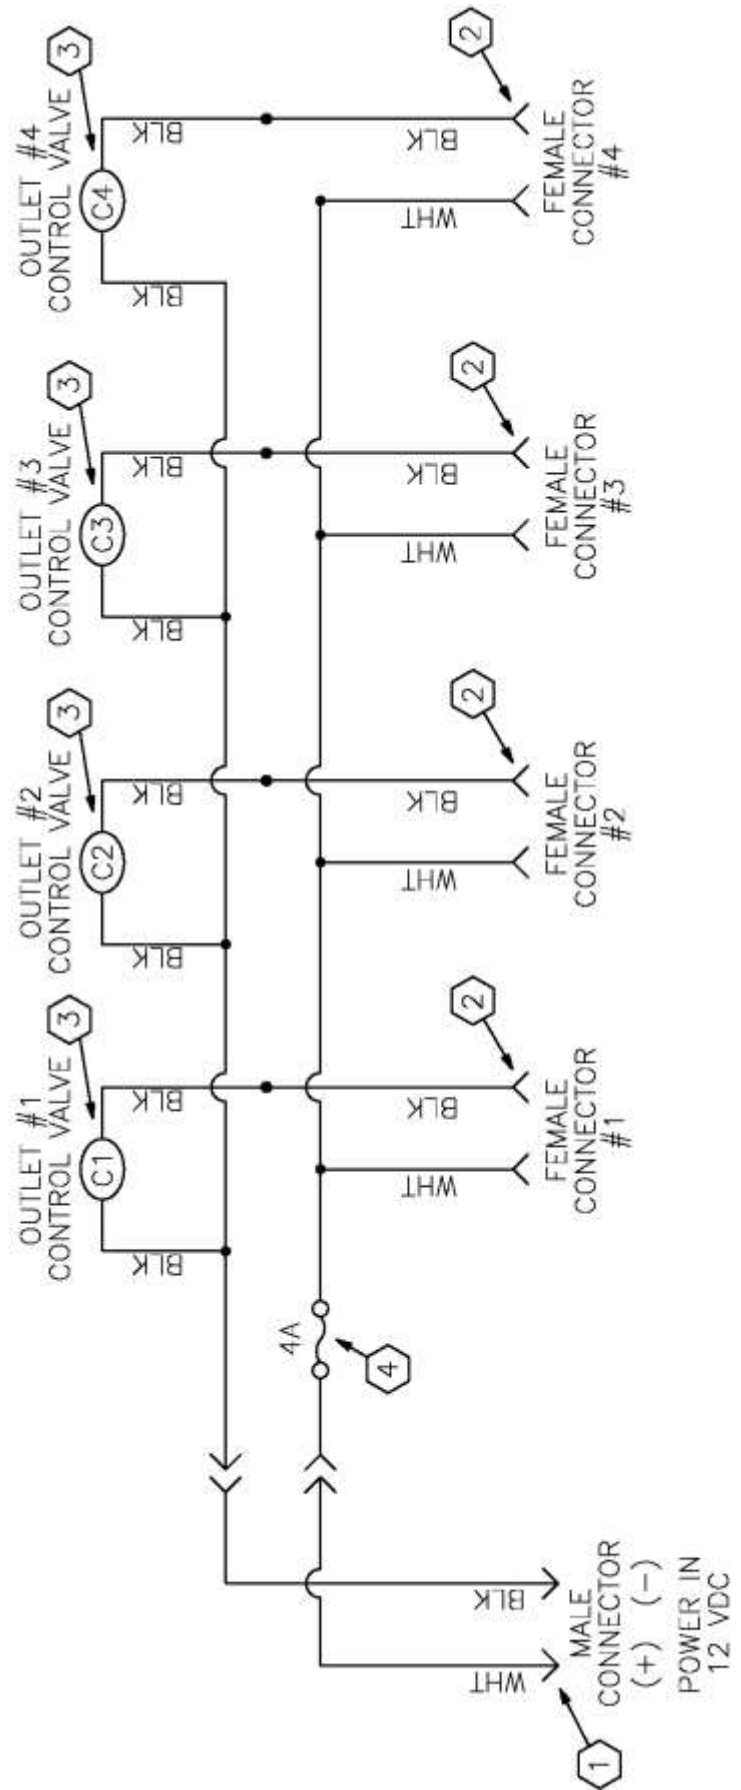 OUTLET #1
CONTROL VALVE
3
C1
BLK
BLK
OUTLET #2
CONTROL VALVE
3
C2
BLK
BLK
OUTLET #3
CONTROL VALVE
3
C3
BLK
BLK
OUTLET #4
CONTROL VALVE
3
C4
BLK
BLK
4A
4
WHT
BLK
1
MALE
CONNECTOR
(+) (-)
POWER IN
12 VDC
WHT
BLK
2
FEMALE
CONNECTOR
#1
WHT
BLK
2
FEMALE
CONNECTOR
#2
WHT
BLK
2
FEMALE
CONNECTOR
#3
WHT
BLK
2
FEMALE
CONNECTOR
#4